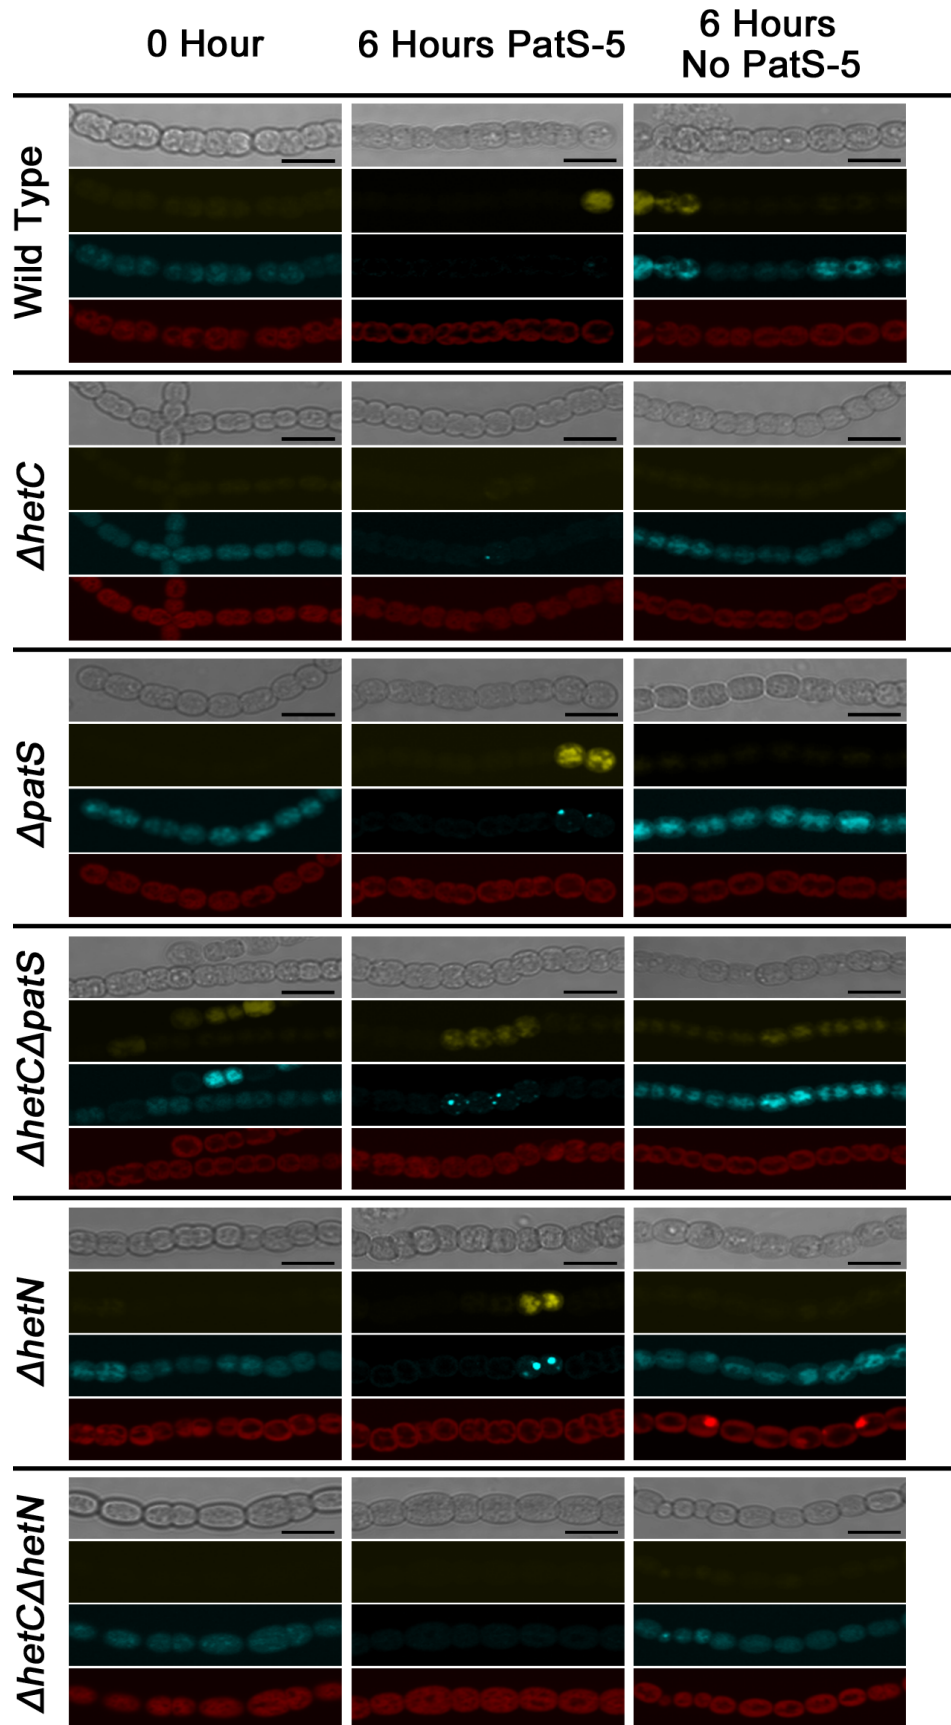 0 Hour
6 Hours PatS-5
6 Hours
No PatS-5
Wild Type
ΔhetC
ΔpatS
ΔhetCΔpatS
ΔhetN
ΔhetCΔhetN